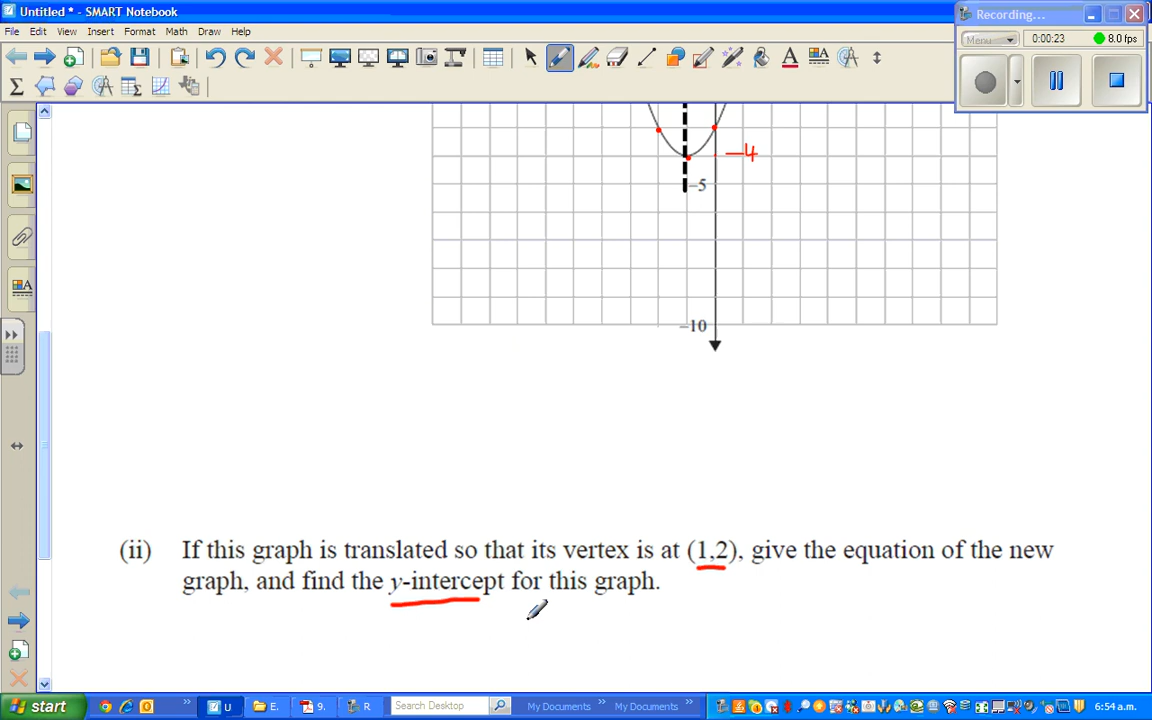 Untitled * - SMART Notebook
Recording...
File Edit View Insert Format Math Draw Help
Menu 0:00:23 8.0 fps
–4
–5
–10
(ii) If this graph is translated so that its vertex is at (1,2), give the equation of the new
graph, and find the y-intercept for this graph.
start U E. 9. R Search Desktop My Documents My Documents 6:54 a.m.